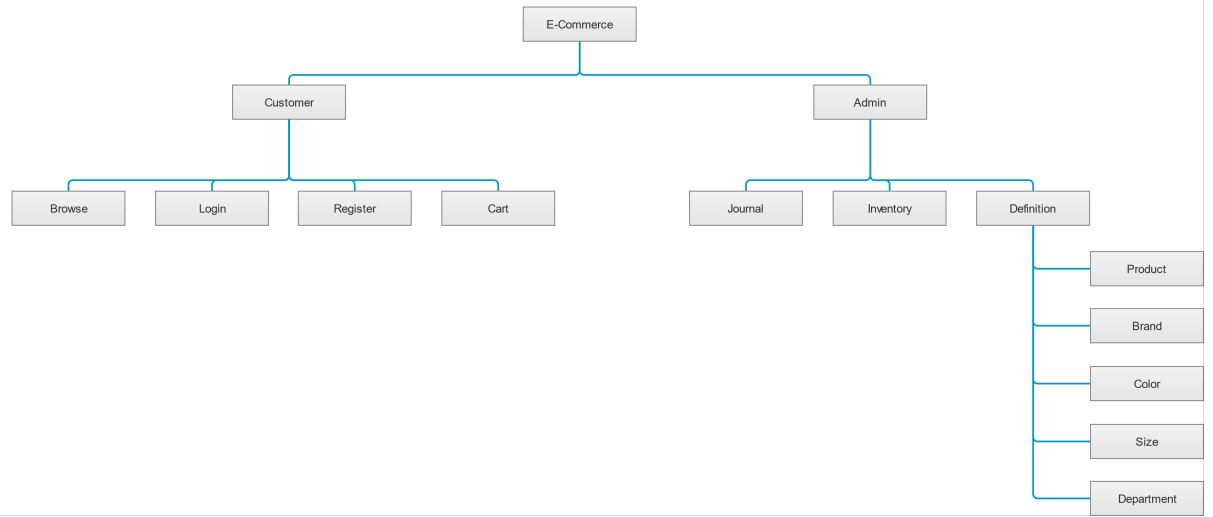 E-Commerce
Customer
Admin
Browse
Login
Register
Cart
Journal
Inventory
Definition
Product
Brand
Color
Size
Department